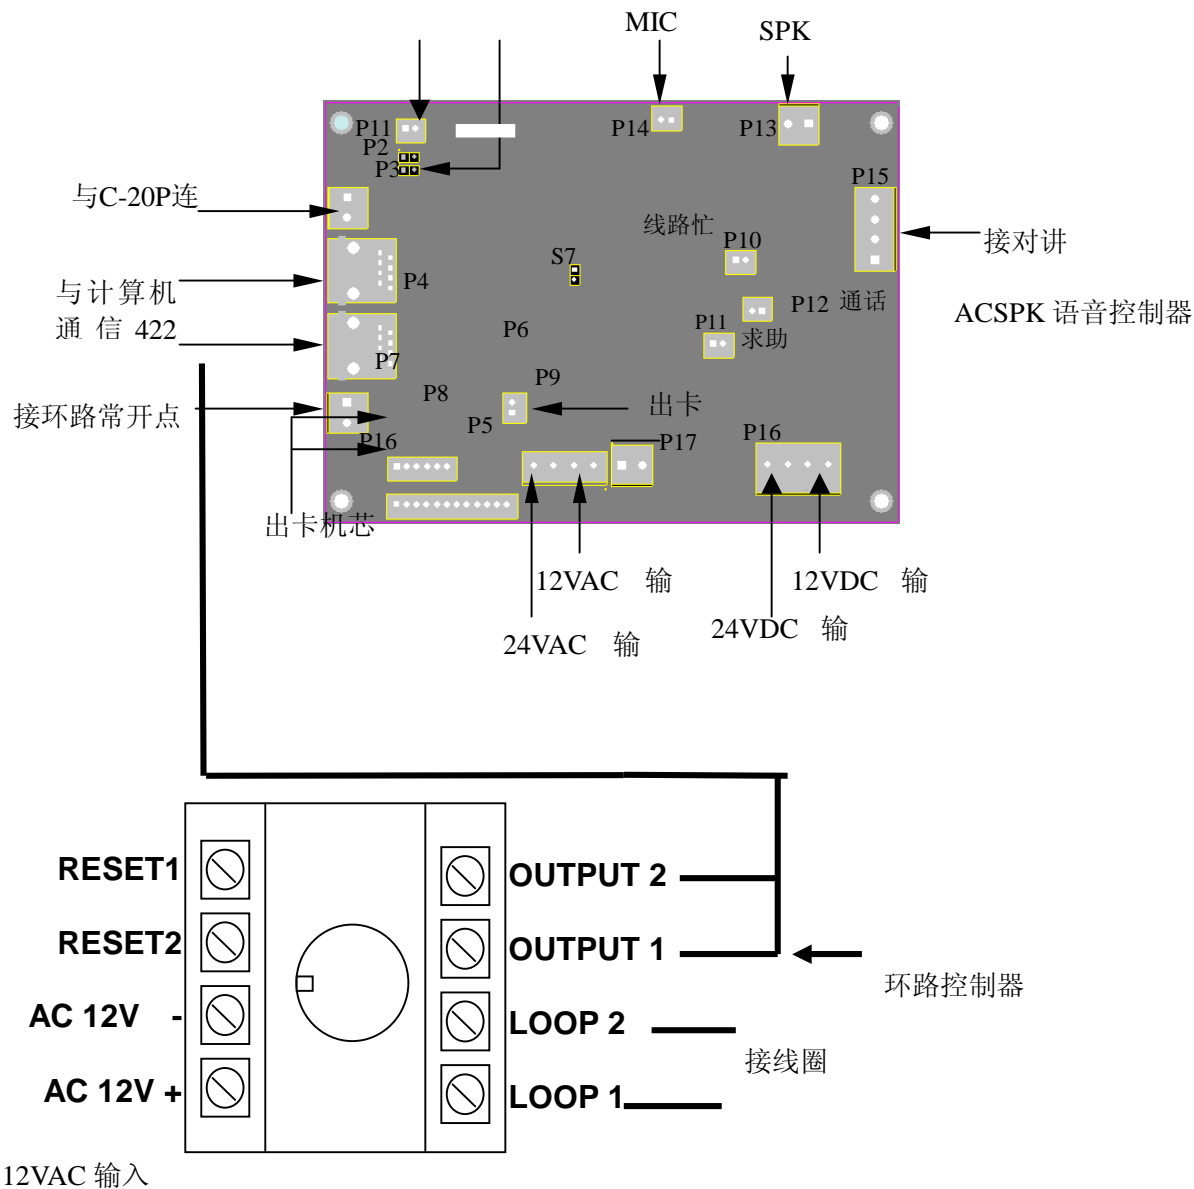 MIC
SPK
P11
P14
P13
P2
P3
P15
与C-20P连
线路忙
P10
接对讲
S7
P4
与计算机
通 信 422
P12 通话
ACSPK 语音控制器
P11
求助
P6
P7
P9
P8
接环路常开点
出卡
P5
P16
P17
P16
出卡机芯
12VAC 输
12VDC 输
24VAC 输
24VDC 输
RESET1
OUTPUT 2
RESET2
OUTPUT 1
环路控制器
AC 12V -
LOOP 2
接线圈
AC 12V +
LOOP 1
12VAC 输入